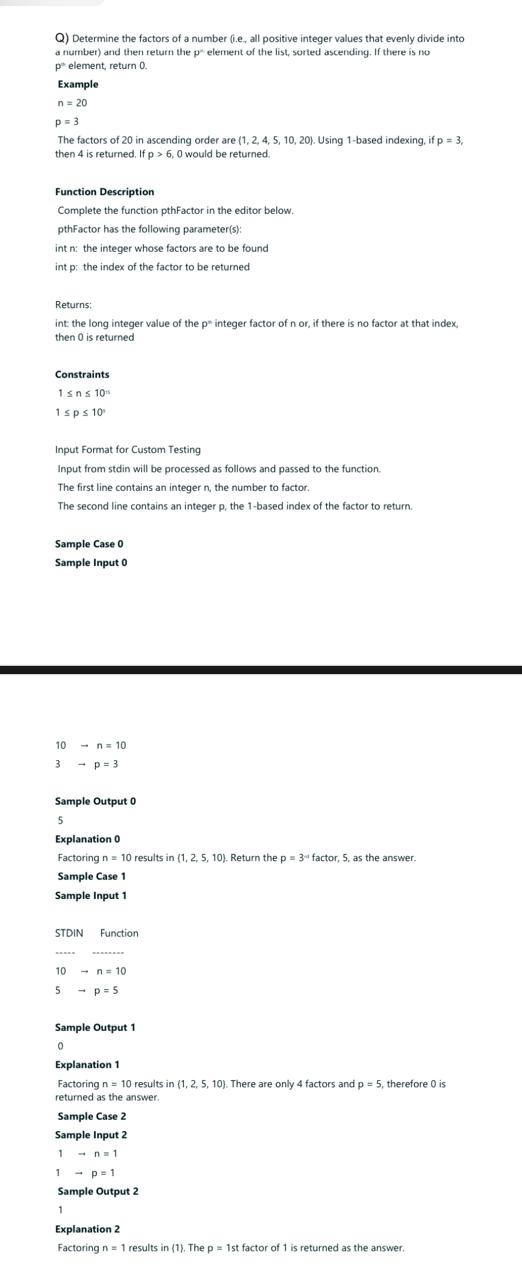 Q) Determine the factors of a number (i.e., all positive integer values that evenly divide into
a number) and then return the pᵗʰ element of the list, sorted ascending. If there is no
pᵗʰ element, return 0.
Example
n = 20
p = 3
The factors of 20 in ascending order are {1, 2, 4, 5, 10, 20}. Using 1-based indexing, if p = 3,
then 4 is returned. If p > 6, 0 would be returned.
Function Description
Complete the function pthFactor in the editor below.
pthFactor has the following parameter(s):
int n: the integer whose factors are to be found
int p: the index of the factor to be returned
Returns:
int: the long integer value of the pᵗʰ integer factor of n or, if there is no factor at that index,
then 0 is returned
Constraints
1 ≤ n ≤ 10¹⁵
1 ≤ p ≤ 10⁹
Input Format for Custom Testing
Input from stdin will be processed as follows and passed to the function.
The first line contains an integer n, the number to factor.
The second line contains an integer p, the 1-based index of the factor to return.
Sample Case 0
Sample Input 0
10 → n = 10
3 → p = 3
Sample Output 0
5
Explanation 0
Factoring n = 10 results in {1, 2, 5, 10}. Return the p = 3ʳᵈ factor, 5, as the answer.
Sample Case 1
Sample Input 1
STDIN Function
----- --------
10 → n = 10
5 → p = 5
Sample Output 1
0
Explanation 1
Factoring n = 10 results in {1, 2, 5, 10}. There are only 4 factors and p = 5, therefore 0 is
returned as the answer.
Sample Case 2
Sample Input 2
1 → n = 1
1 → p = 1
Sample Output 2
1
Explanation 2
Factoring n = 1 results in {1}. The p = 1st factor of 1 is returned as the answer.